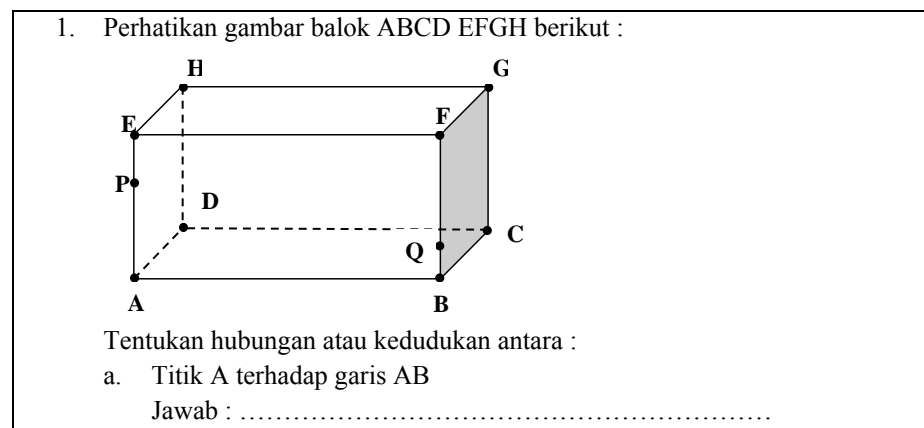 1. Perhatikan gambar balok ABCD EFGH berikut :
H G
E F
P
D
C
Q
A B
Tentukan hubungan atau kedudukan antara :
a. Titik A terhadap garis AB
Jawab : ……………………………………………………